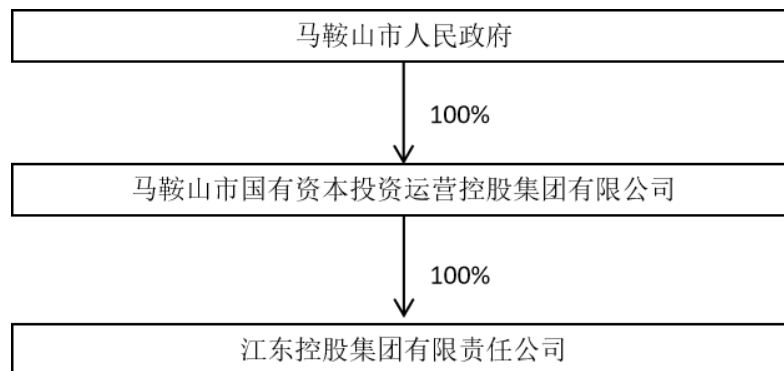 马鞍山市人民政府
100%
马鞍山市国有资本投资运营控股集团有限公司
100%
江东控股集团有限责任公司